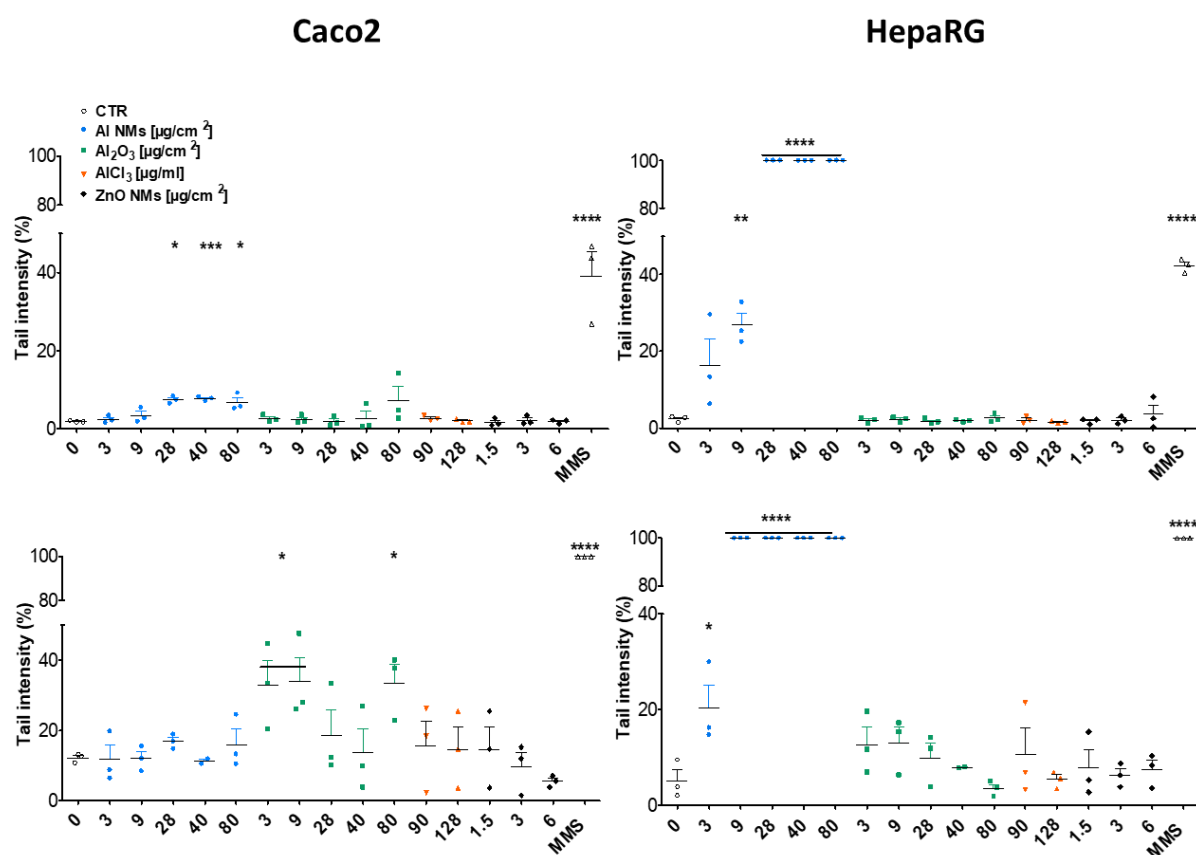 Caco2
HepaRG
CTR
Al NMs [µg/cm ²]
Al₂O₃ [µg/cm ²]
AlCl₃ [µg/ml]
ZnO NMs [µg/cm ²]
Tail intensity (%)
100
80
40
20
0
* *** * ****
0 3 9 28 40 80 3 9 28 40 80 90 128 1.5 3 6 MMS
Tail intensity (%)
100
80
40
20
0
** **** ****
0 3 9 28 40 80 3 9 28 40 80 90 128 1.5 3 6 MMS
Tail intensity (%)
100
80
60
40
20
0
* * ****
0 3 9 28 40 80 3 9 28 40 80 90 128 1.5 3 6 MMS
Tail intensity (%)
100
80
40
20
0
* **** ****
0 3 9 28 40 80 3 9 28 40 80 90 128 1.5 3 6 MMS